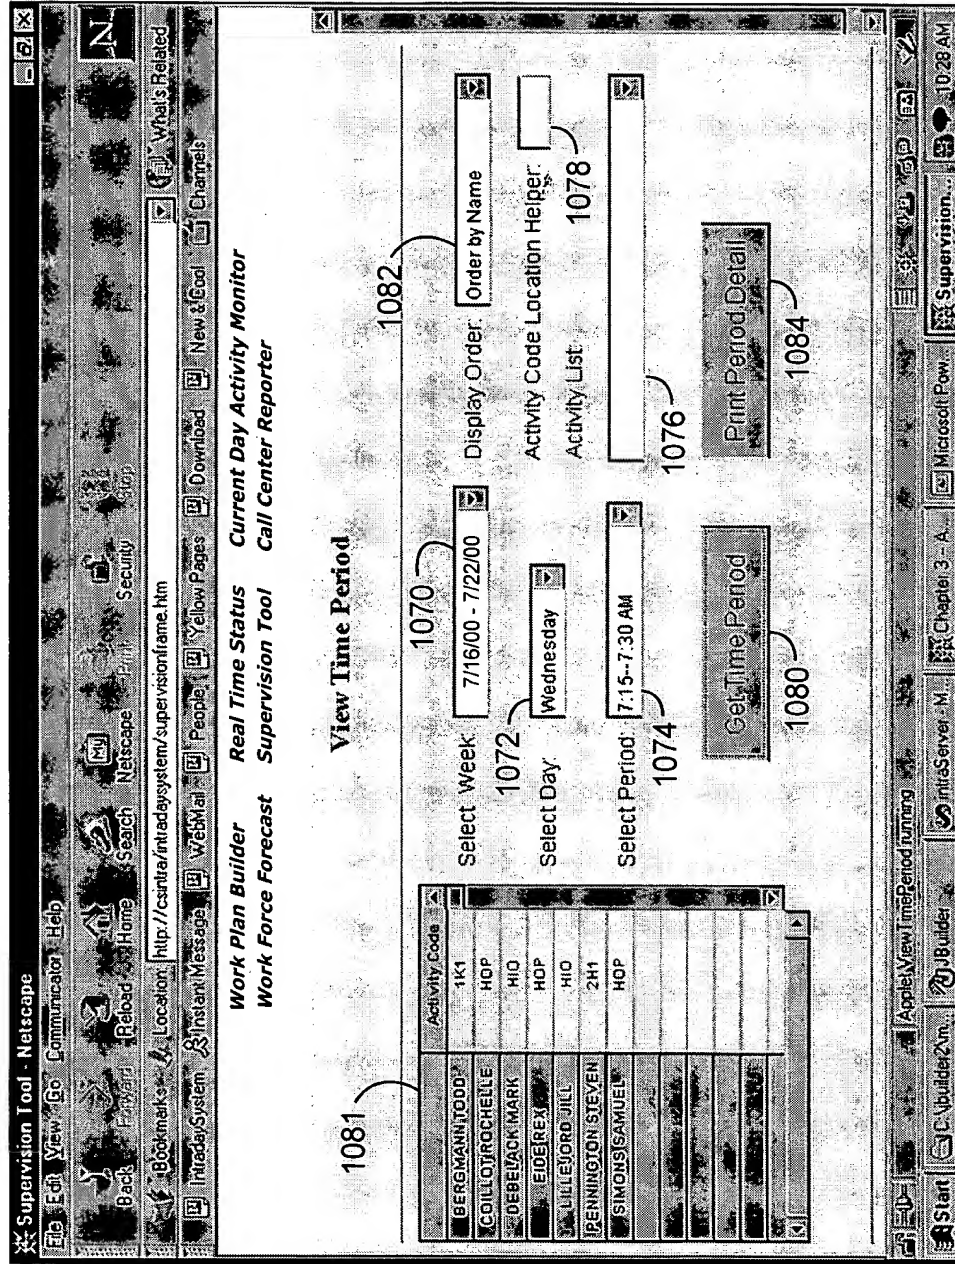 Supervision Tool - Netscape
File Edit View Go Communicator Help
Back Forward Reload Home Search Netscape Print Security Stop
Bookmarks Location: http://csintra/intradaysystem/supervisionframe.htm What's Related
IntradaySystem Instant Message WebMail People Yellow Pages Download New & Cool Channels
Work Plan Builder Real Time Status Current Day Activity Monitor
Work Force Forecast Supervision Tool Call Center Reporter
View Time Period
1081
Activity Code
BERGMANN TODD 1K1
COILLOT ROCHELLE HOP
DEBELACK MARK HIO
EIDE REX HOP
LILLEJORD JILL HIO
PENNINGTON STEVEN 2H1
SIMONS SAMUEL HOP
1070
Select Week: 7/16/00 - 7/22/00
1072
Select Day: Wednesday
Select Period: 7:15--7:30 AM
1074
1082
Display Order: Order by Name
Activity Code Location Helper:
1078
Activity List:
1076
Get Time Period
1080
Print Period Detail
1084
Applet ViewTimePeriod running
Start C:\jbuilder2\m... JBuilder intraServer - M... Chapter 3 - A... Microsoft Powi... Supervision... 10:28 AM